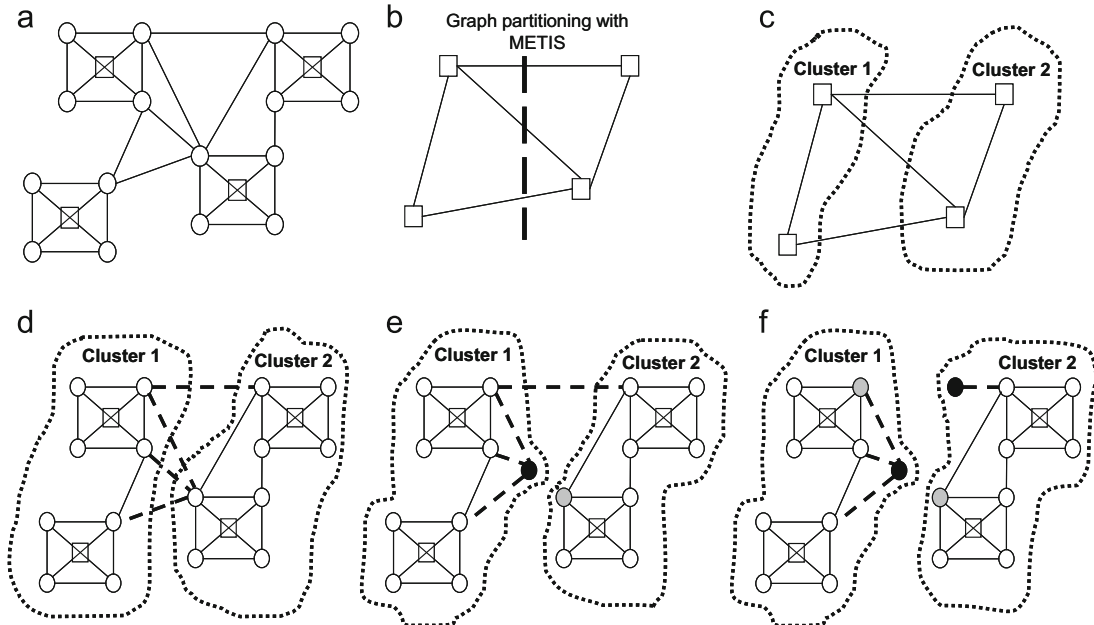 a
b
c
Graph partitioning with
METIS
Cluster 1
Cluster 2
d
e
f
Cluster 1
Cluster 2
Cluster 1
Cluster 2
Cluster 1
Cluster 2